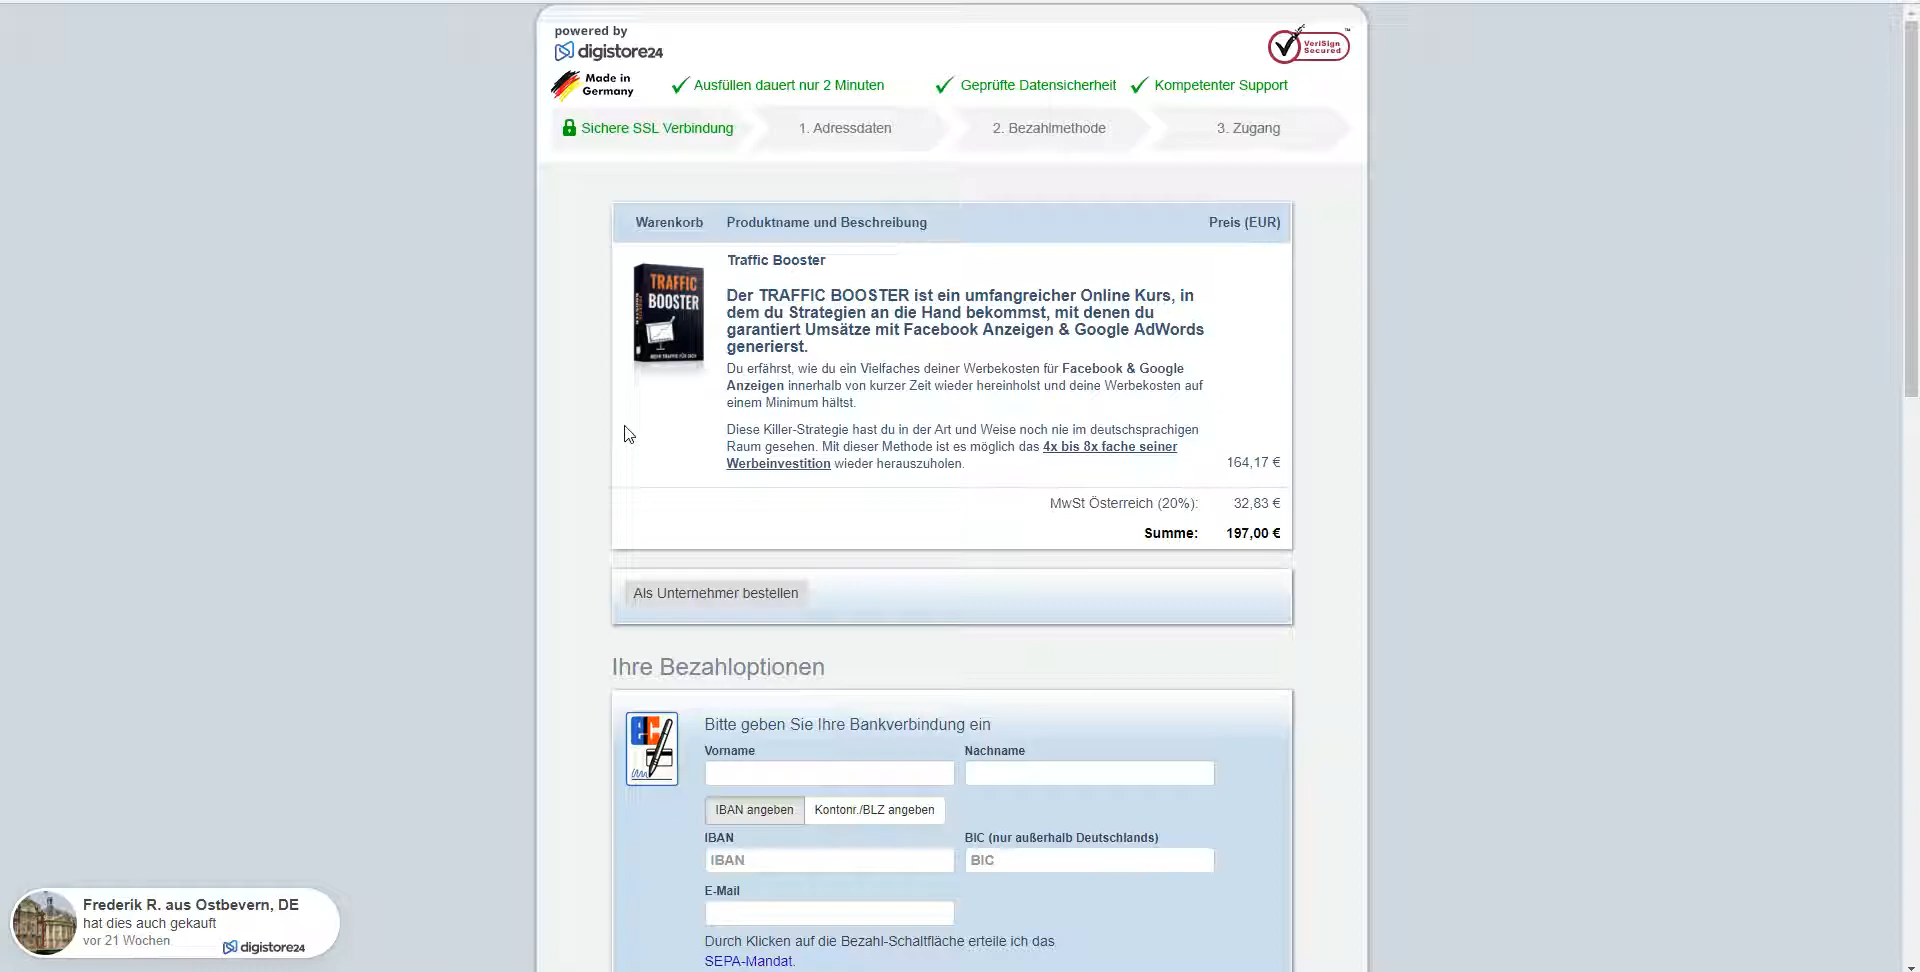 powered by
digistore24
VeriSign
Secured
™
Made in
Germany
Ausfüllen dauert nur 2 Minuten
Geprüfte Datensicherheit
Kompetenter Support
Sichere SSL Verbindung
1. Adressdaten
2. Bezahlmethode
3. Zugang
Warenkorb
Produktname und Beschreibung
Preis (EUR)
TRAFFIC
BOOSTER
MEHR TRAFFIC FÜR DICH
Traffic Booster
Der TRAFFIC BOOSTER ist ein umfangreicher Online Kurs, in
dem du Strategien an die Hand bekommst, mit denen du
garantiert Umsätze mit Facebook Anzeigen & Google AdWords
generierst.
Du erfährst, wie du ein Vielfaches deiner Werbekosten für Facebook & Google
Anzeigen innerhalb von kurzer Zeit wieder hereinholst und deine Werbekosten auf
einem Minimum hältst.
Diese Killer-Strategie hast du in der Art und Weise noch nie im deutschsprachigen
Raum gesehen. Mit dieser Methode ist es möglich das 4x bis 8x fache seiner
Werbeinvestition wieder herauszuholen.
164,17 €
MwSt Österreich (20%): 32,83 €
Summe: 197,00 €
Als Unternehmer bestellen
Ihre Bezahloptionen
ec
Bitte geben Sie Ihre Bankverbindung ein
Vorname
Nachname
IBAN angeben
Kontonr./BLZ angeben
IBAN
BIC (nur außerhalb Deutschlands)
IBAN
BIC
E-Mail
Durch Klicken auf die Bezahl-Schaltfläche erteile ich das
SEPA-Mandat.
Frederik R. aus Ostbevern, DE
hat dies auch gekauft
vor 21 Wochen
digistore24